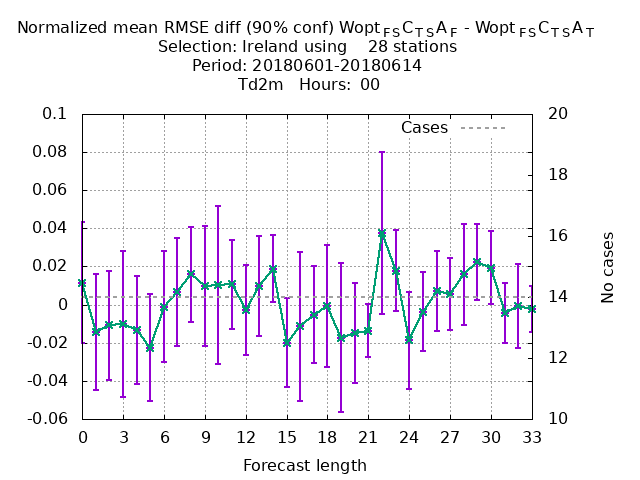 Normalized mean RMSE diff (90% conf) Wopt FS C TS A F - Wopt FS C TS A T
Selection: Ireland using 28 stations
Period: 20180601-20180614
Td2m Hours: 00
0.1 20
Cases
0.08
18
0.06
0.04 16
0.02
0 14
-0.02
12
-0.04
-0.06 10
No cases
0 3 6 9 12 15 18 21 24 27 30 33
Forecast length